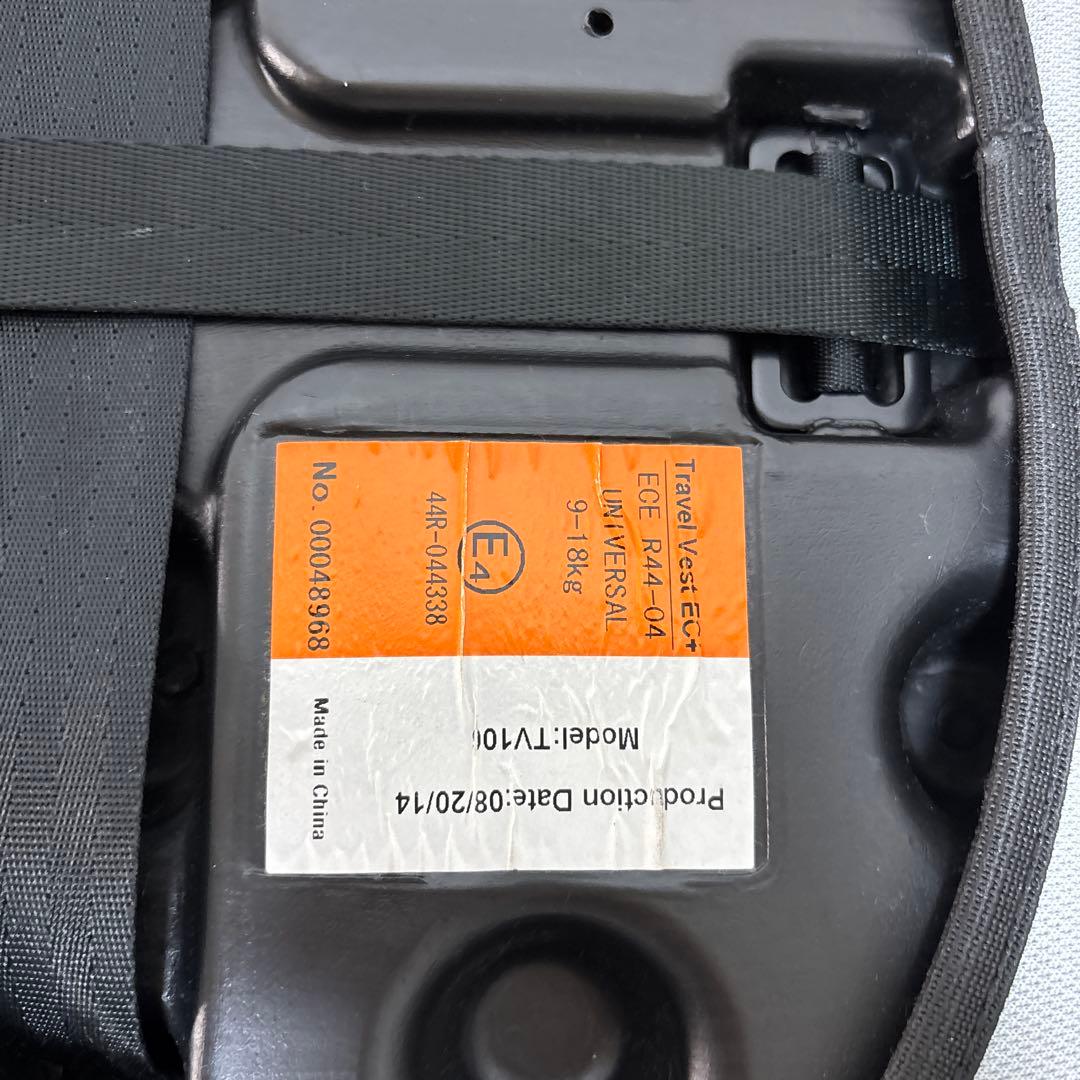 Travel Vest EC+
ECE R44-04
UNIVERSAL
9-18kg
E4
44R-044338
No. 00048968
Made in China
Model:TV106
Production Date:08/20/14